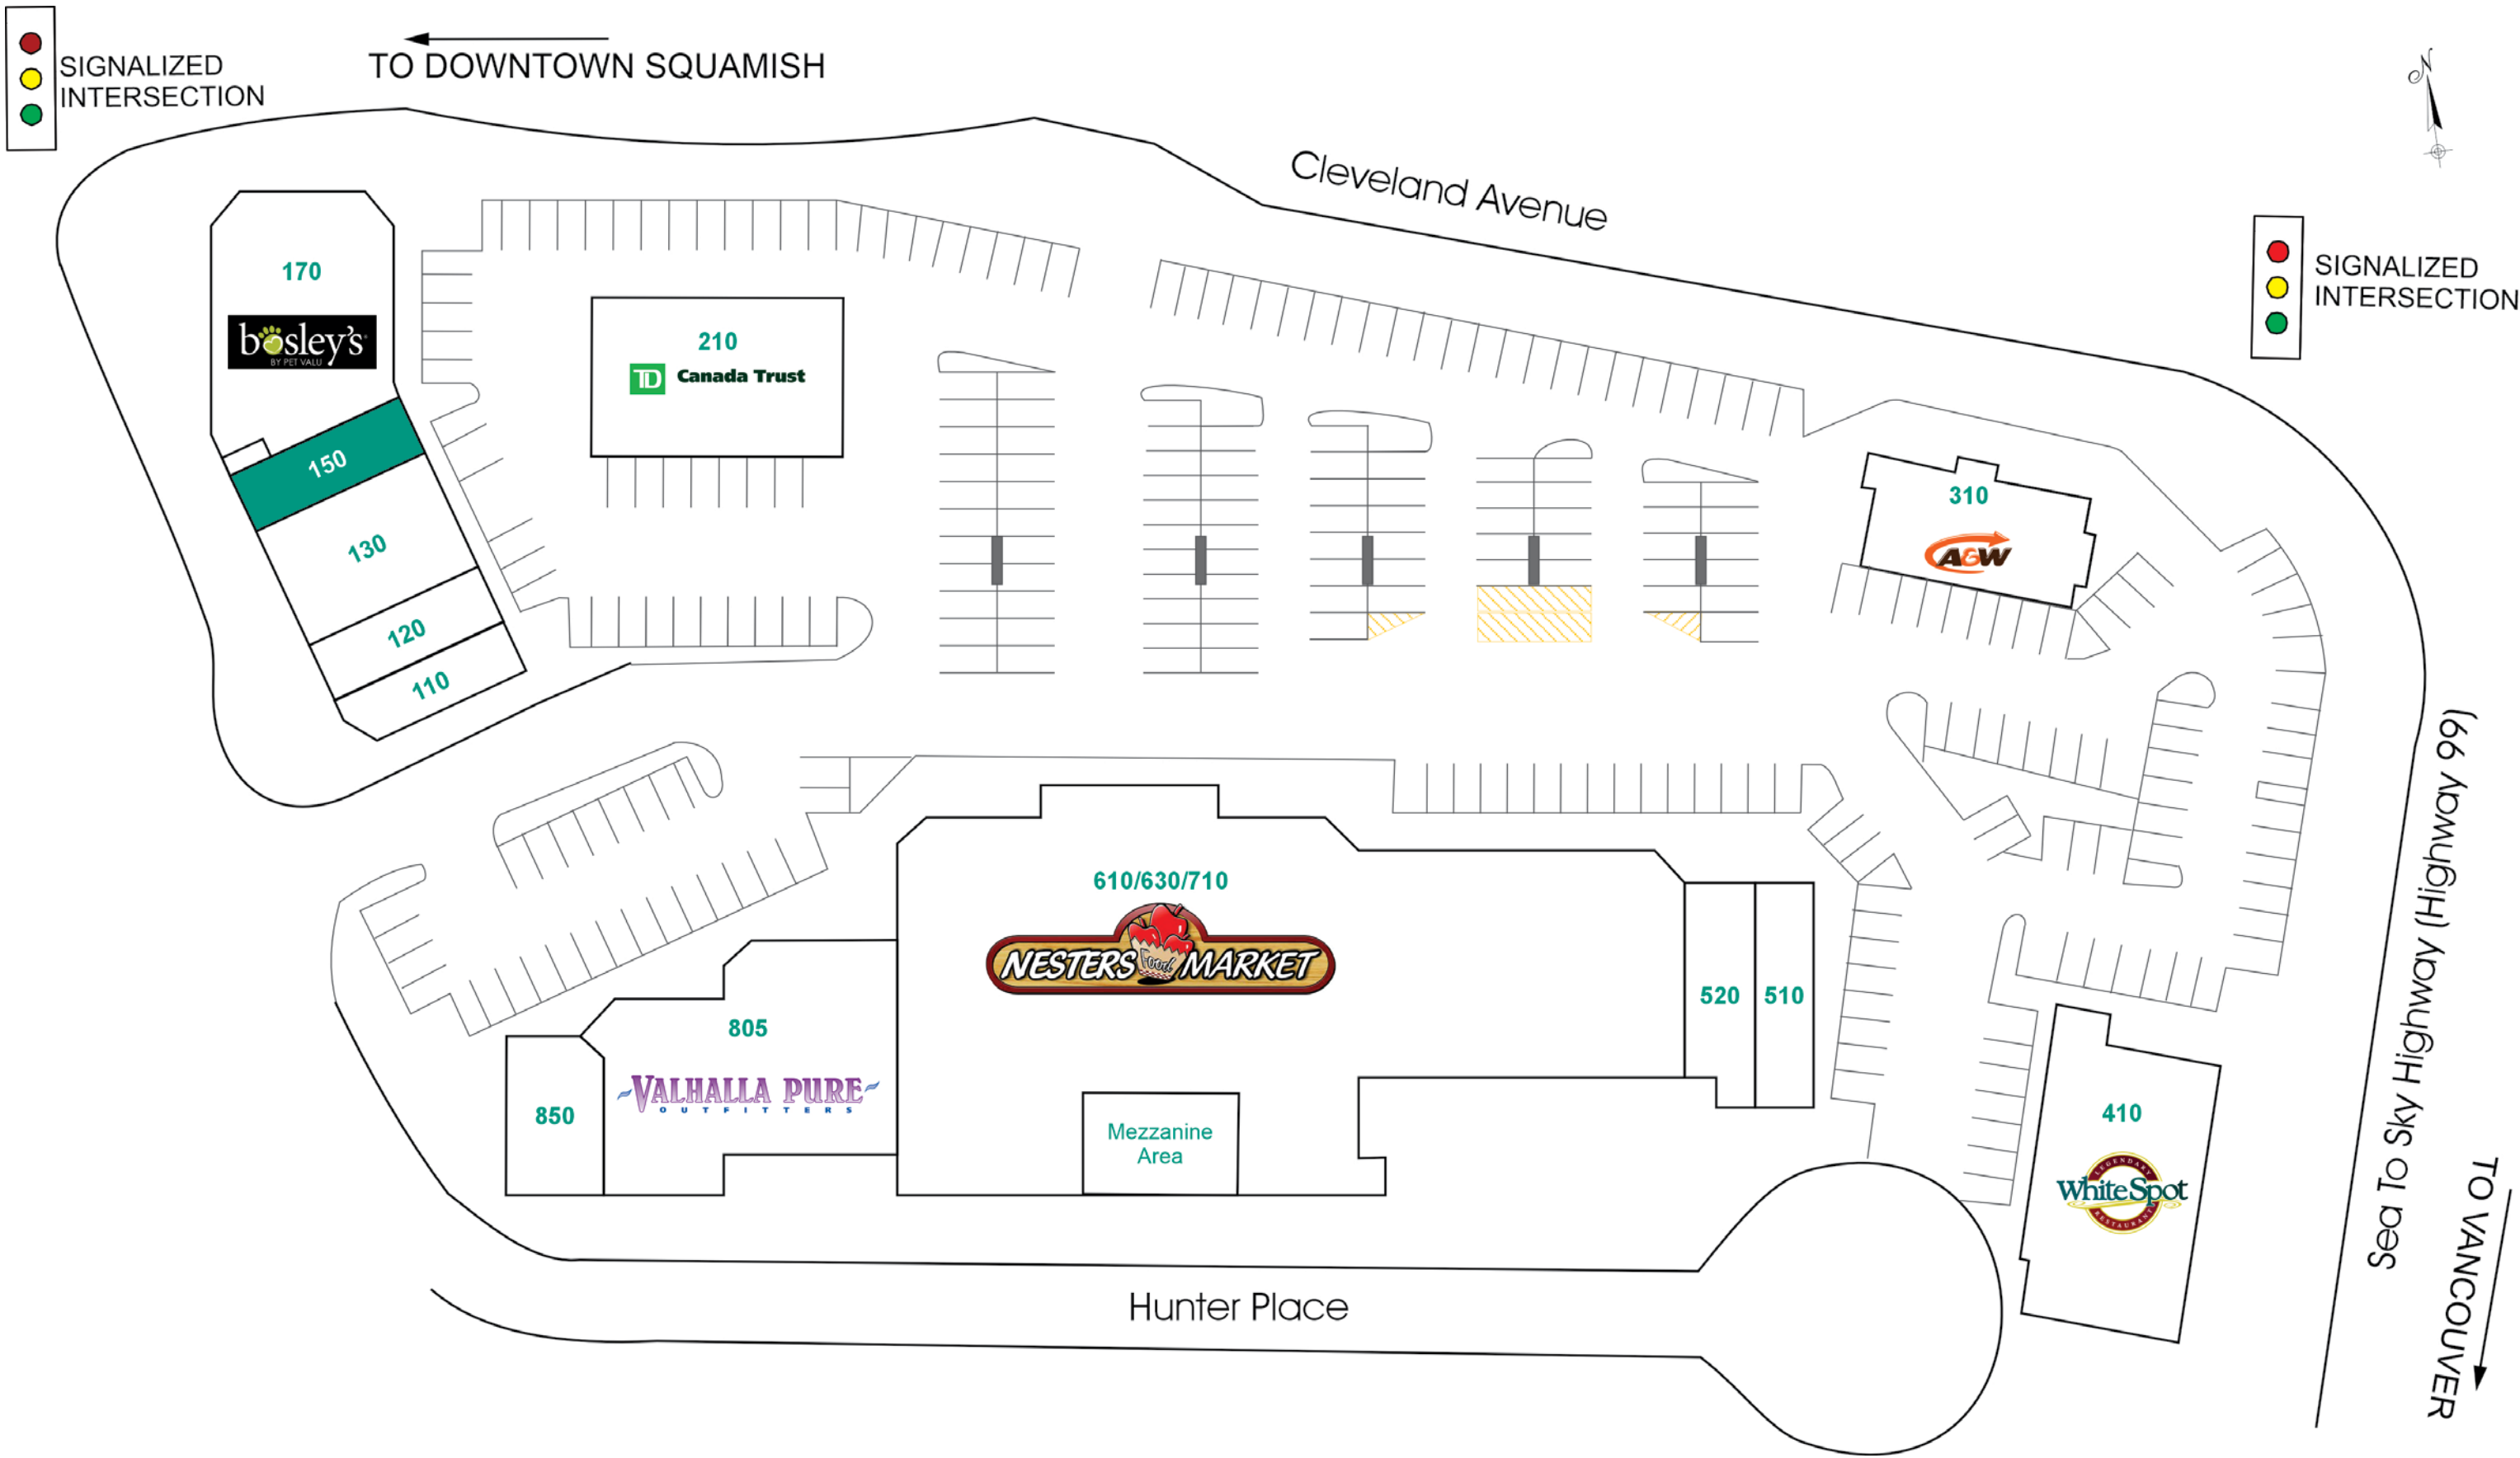 SIGNALIZED
INTERSECTION
TO DOWNTOWN SQUAMISH
N
Cleveland Avenue
SIGNALIZED
INTERSECTION
170
bosley's
BY PET VALU
210
TD Canada Trust
150
130
120
110
310
A&W
610/630/710
NESTERS Food MARKET
520
510
805
VALHALLA PURE
OUTFITTERS
850
Mezzanine
Area
410
LEGENDARY
White Spot
RESTAURANT
Sea To Sky Highway (Highway 99)
TO VANCOUVER
Hunter Place